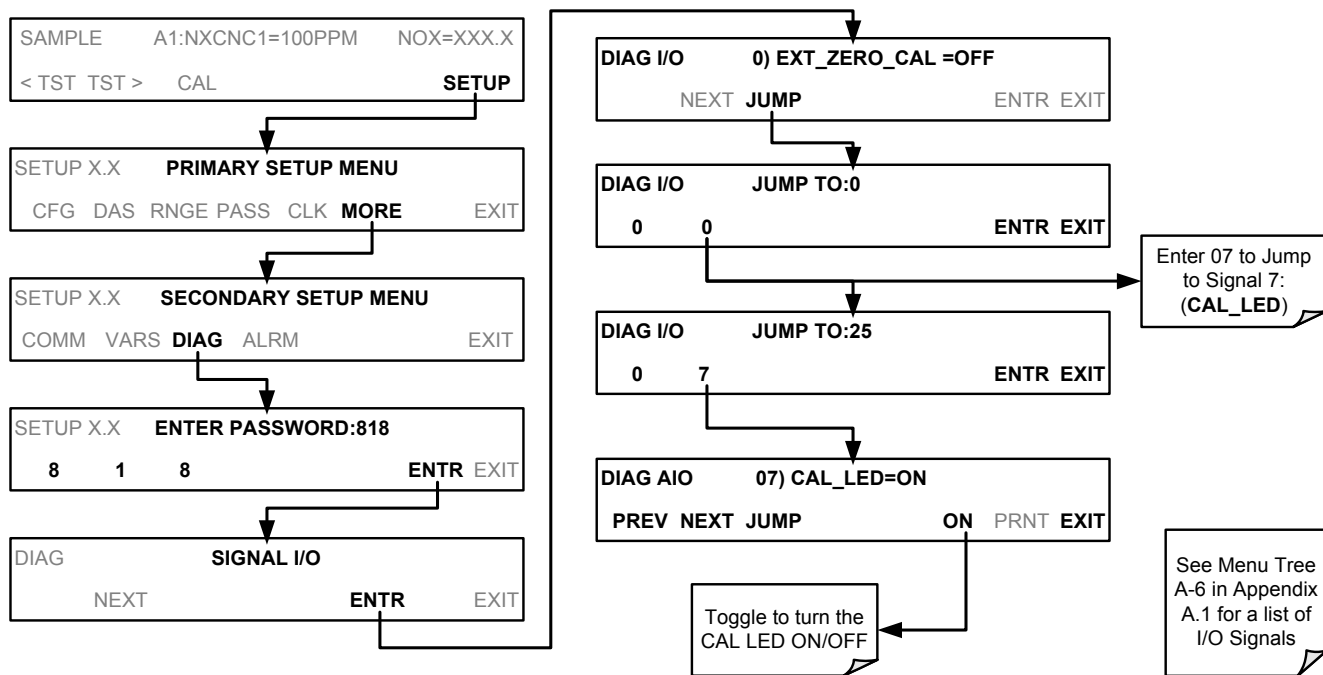 SAMPLE A1:NXCNC1=100PPM NOX=XXX.X
< TST TST > CAL SETUP
SETUP X.X PRIMARY SETUP MENU
CFG DAS RNGE PASS CLK MORE EXIT
SETUP X.X SECONDARY SETUP MENU
COMM VARS DIAG ALRM EXIT
SETUP X.X ENTER PASSWORD:818
8 1 8 ENTR EXIT
DIAG SIGNAL I/O
NEXT ENTR EXIT
DIAG I/O 0) EXT_ZERO_CAL =OFF
NEXT JUMP ENTR EXIT
DIAG I/O JUMP TO:0
0 0 ENTR EXIT
Enter 07 to Jump
to Signal 7:
(CAL_LED)
DIAG I/O JUMP TO:25
0 7 ENTR EXIT
DIAG AIO 07) CAL_LED=ON
PREV NEXT JUMP ON PRNT EXIT
Toggle to turn the
CAL LED ON/OFF
See Menu Tree
A-6 in Appendix
A.1 for a list of
I/O Signals